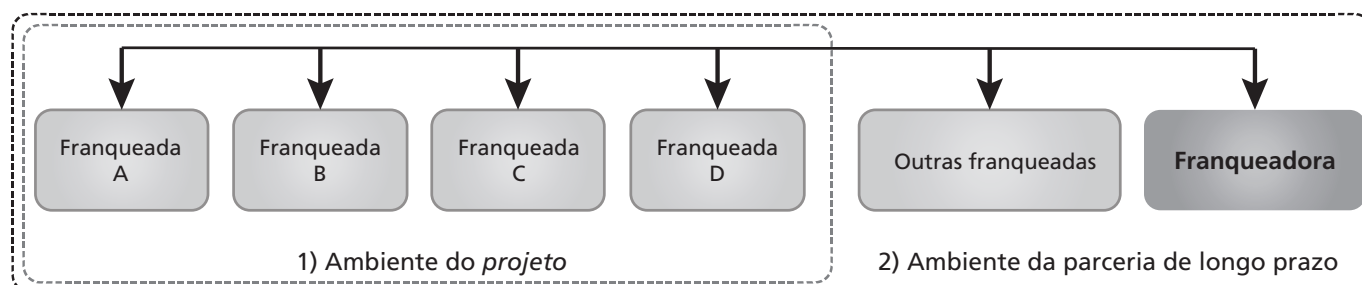 Franqueada
A
Franqueada
B
Franqueada
C
Franqueada
D
Outras franqueadas
Franqueadora
1) Ambiente do projeto
2) Ambiente da parceria de longo prazo